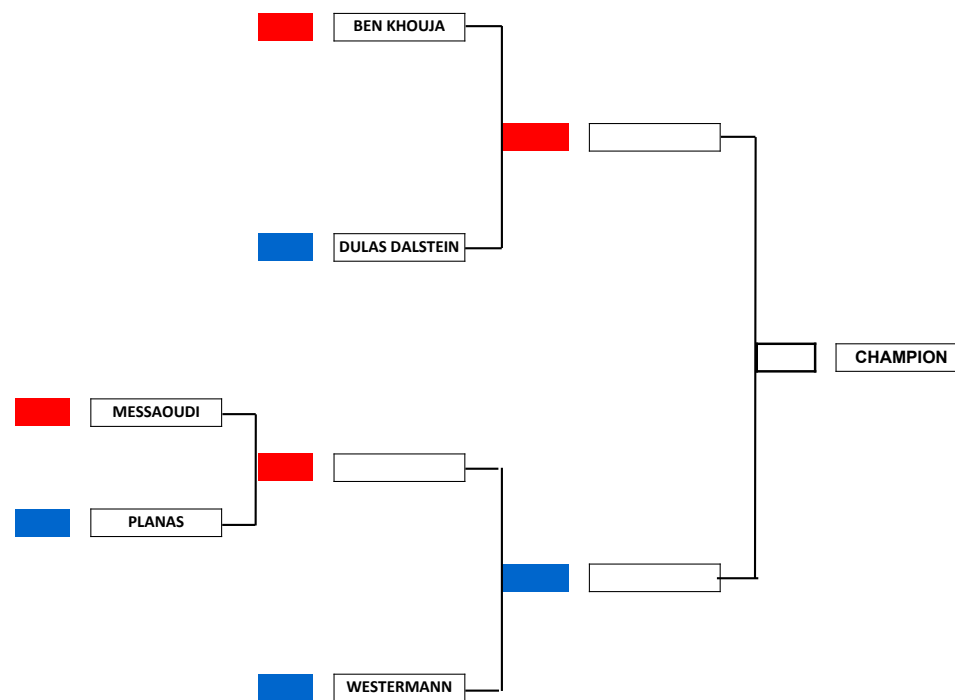 BEN KHOUJA
DULAS DALSTEIN
CHAMPION
MESSAOUDI
PLANAS
WESTERMANN